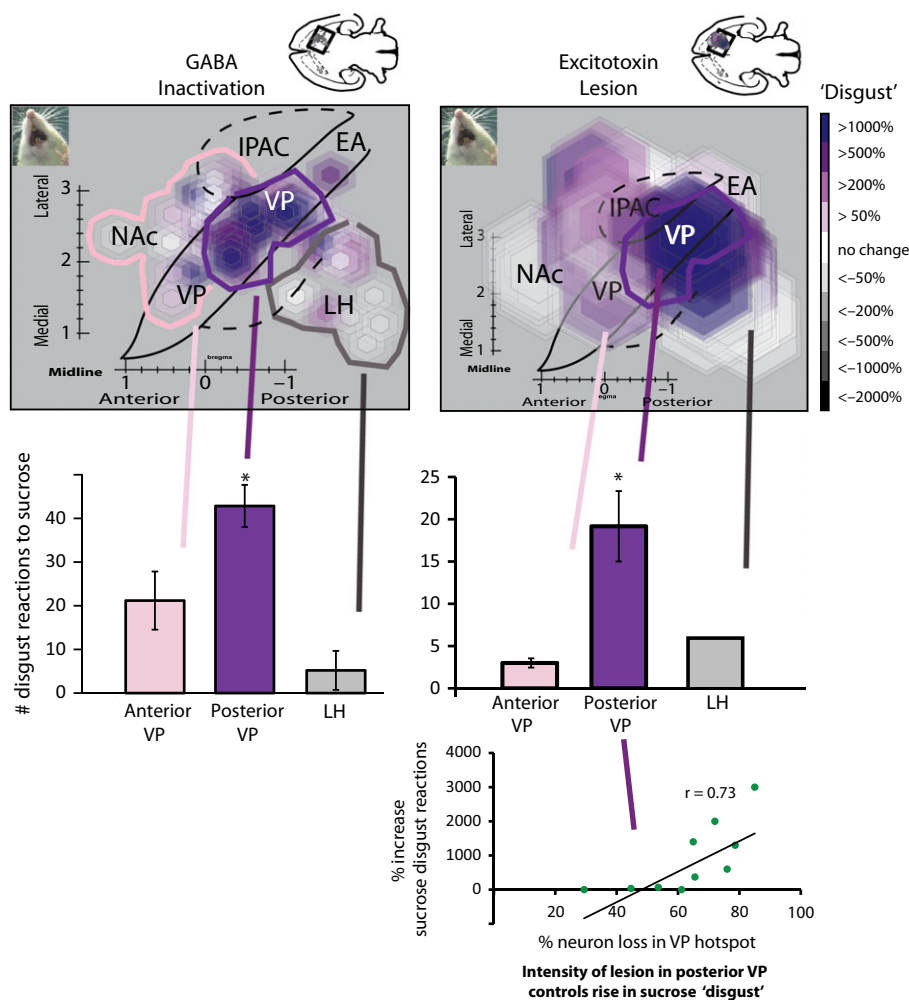 GABA
Inactivation
Excitotoxin
Lesion
'Disgust'
>1000%
>500%
>200%
> 50%
no change
<–50%
<–200%
<–500%
<–1000%
<–2000%
IPAC
EA
VP
NAc
VP
LH
Lateral
Medial
3
2
1
Midline
bregma
1
0
−1
Anterior
Posterior
IPAC
EA
VP
NAc
VP
Lateral
Medial
3
2
1
Midline
egma
1
0
−1
Anterior
Posterior
# disgust reactions to sucrose
40
30
20
10
0
*
Anterior
VP
Posterior
VP
LH
25
20
15
10
5
0
*
Anterior
VP
Posterior
VP
LH
% increase
sucrose disgust reactions
4000
3000
2000
1000
0
r = 0.73
20
40
60
80
100
% neuron loss in VP hotspot
Intensity of lesion in posterior VP
controls rise in sucrose 'disgust'